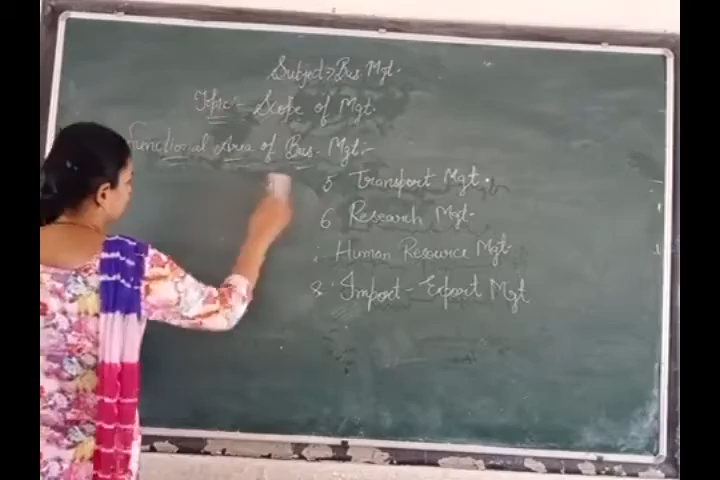 Subject ⇒ Bus. Mgt.
Topic :- Scope of Mgt.
Functional Area of Bus. Mgt :-
5 Transport Mgt.
6 Research Mgt.
Human Resource Mgt.
8 Import - Export Mgt